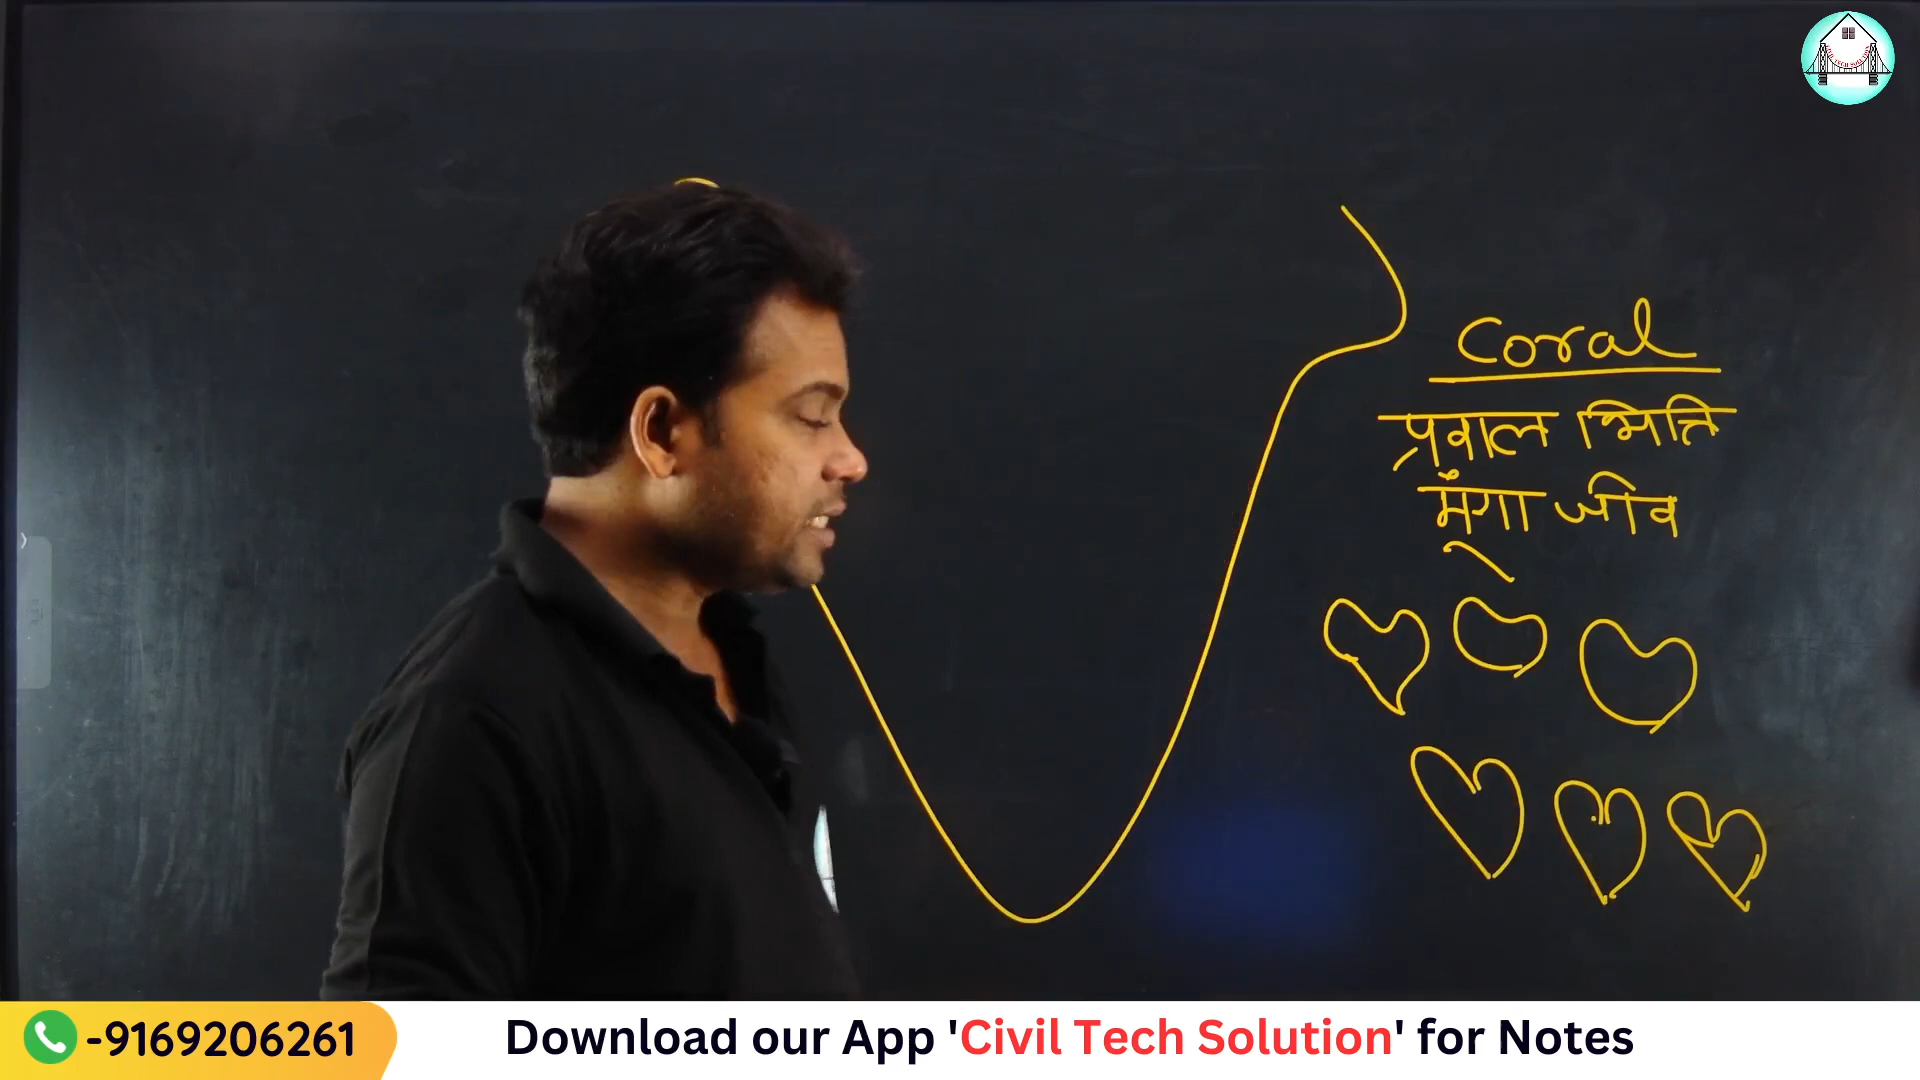 Coral
प्रवाल भित्ति
मूंगा जीव
-9169206261
Download our App 'Civil Tech Solution' for Notes